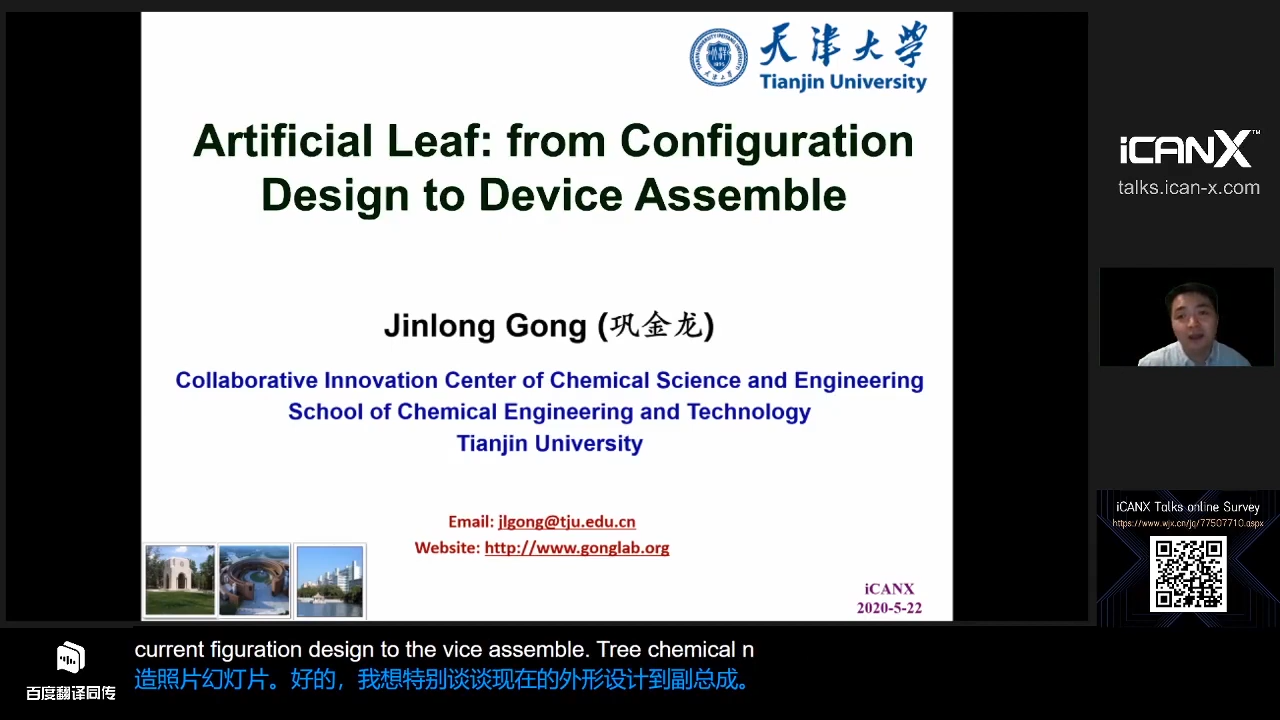 天津大学
Tianjin University
Artificial Leaf: from Configuration
Design to Device Assemble
Jinlong Gong (巩金龙)
Collaborative Innovation Center of Chemical Science and Engineering
School of Chemical Engineering and Technology
Tianjin University
Email: jlgong@tju.edu.cn
Website: http://www.gonglab.org
iCANX
2020-5-22
iCANX™
talks.ican-x.com
iCANX Talks online Survey
https://www.wjx.cn/jq/77507710.aspx
百度翻译同传
current figuration design to the vice assemble. Tree chemical n
造照片幻灯片。好的，我想特别谈谈现在的外形设计到副总成。